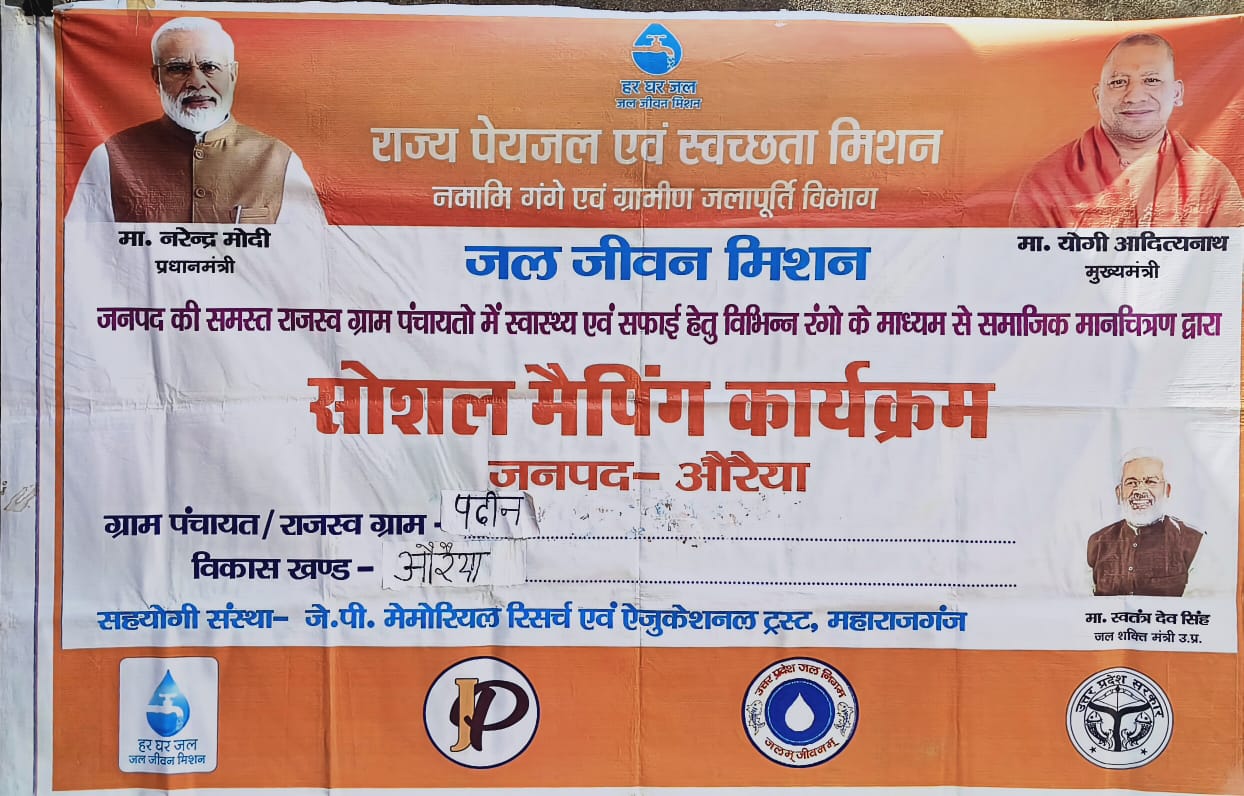 हर घर जल
जल जीवन मिशन
राज्य पेयजल एवं स्वच्छता मिशन
नमामि गंगे एवं ग्रामीण जलापूर्ति विभाग
मा. नरेन्द्र मोदी
प्रधानमंत्री
मा. योगी आदित्यनाथ
मुख्यमंत्री
जल जीवन मिशन
जनपद की समस्त राजस्व ग्राम पंचायतो में स्वास्थ्य एवं सफाई हेतु विभिन्न रंगो के माध्यम से समाजिक मानचित्रण द्वारा
सोशल मैपिंग कार्यक्रम
जनपद- औरैया
ग्राम पंचायत/राजस्व ग्राम - पढीन
विकास खण्ड - औरैया
सहयोगी संस्था- जे.पी. मेमोरियल रिसर्च एवं ऐजुकेशनल ट्रस्ट, महाराजगंज
मा. स्वतंत्र देव सिंह
जल शक्ति मंत्री उ.प्र.
हर घर जल
जल जीवन मिशन
JP
उत्तर प्रदेश जल निगम
जलम् जीवनम्
उत्तर प्रदेश सरकार